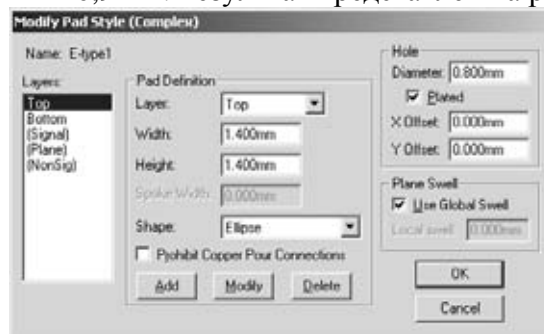 Modify Pad Style (Complex)
Name: E-type1
Layers:
Top
Bottom
(Signal)
(Plane)
(NonSig)
Pad Definition
Layer: Top
Width: 1.400mm
Height: 1.400mm
Spoke Width: 0.000mm
Shape: Ellipse
Prohibit Copper Pour Connections
Add Modify Delete
Hole
Diameter: 0.800mm
Plated
X Offset: 0.000mm
Y Offset: 0.000mm
Plane Swell
Use Global Swell
Local swell: 0.000mm
OK
Cancel